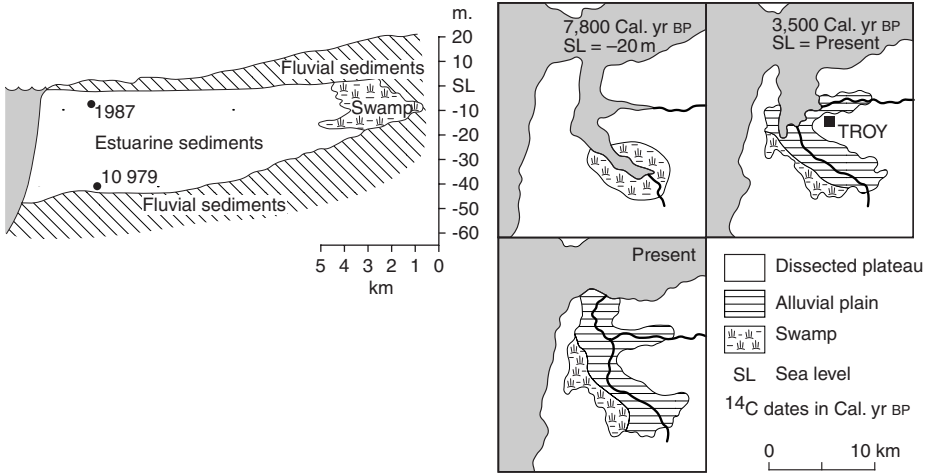 m.
20
10
SL
-10
-20
-30
-40
-50
-60
Fluvial sediments
Swamp
1987
Estuarine sediments
10 979
Fluvial sediments
5 4 3 2 1 0
km
7,800 Cal. yr BP
SL = –20 m
3,500 Cal. yr BP
SL = Present
TROY
Present
Dissected plateau
Alluvial plain
Swamp
SL Sea level
14C dates in Cal. yr BP
0 10 km